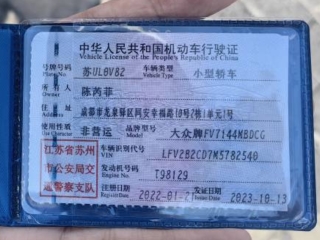 中华人民共和国机动车行驶证
Vehicle License of the People's Republic of China
号牌号码 苏UL6V82 车辆类型 小型轿车
Plate No. Vehicle Type
所有人 陈芮菲
Owner
住址 成都市龙泉驿区同安幸福路10号2栋1单元1号
Address
使用性质 非营运 品牌型号 大众牌FV7144MBDCG
Use Character Model
江苏省苏州 车辆识别代号 LFV2B2CD7M5782540
市公安局交 VIN
发动机号码 T98129
Engine No.
通警察支队 注册日期 2022-01-2 发证日期 2023-10-13
Register Date Issue Date